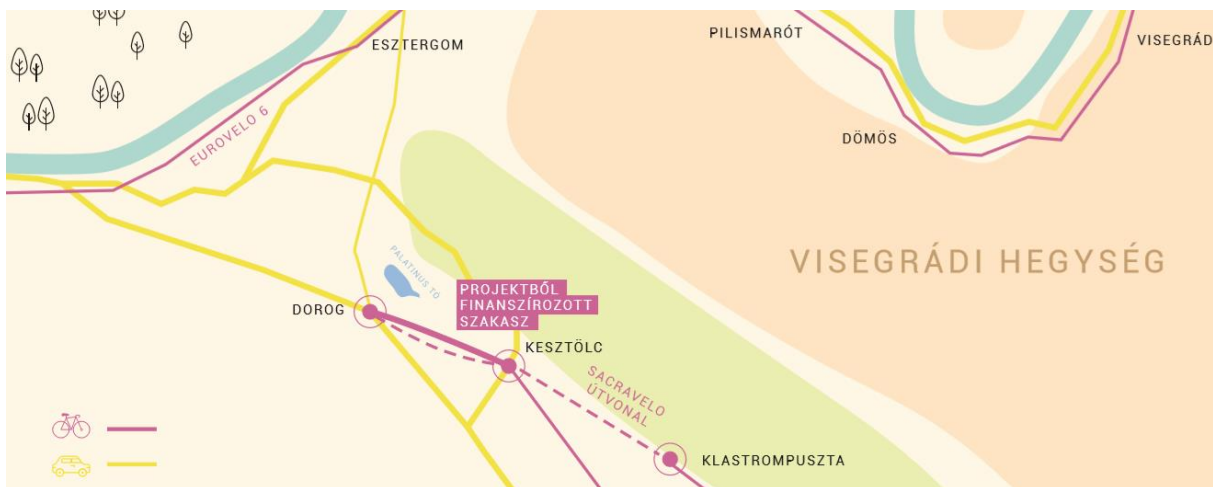 ESZTERGOM
PILISMARÓT
VISEGRÁD
EUROVELO 6
DÖMÖS
VISEGRÁDI HEGYSÉG
PALATINUS TÓ
PROJEKTBŐL
FINANSZÍROZOTT
SZAKASZ
DOROG
KESZTÖLC
SACRAVELO
ÚTVONAL
KLASTROMPUSZTA